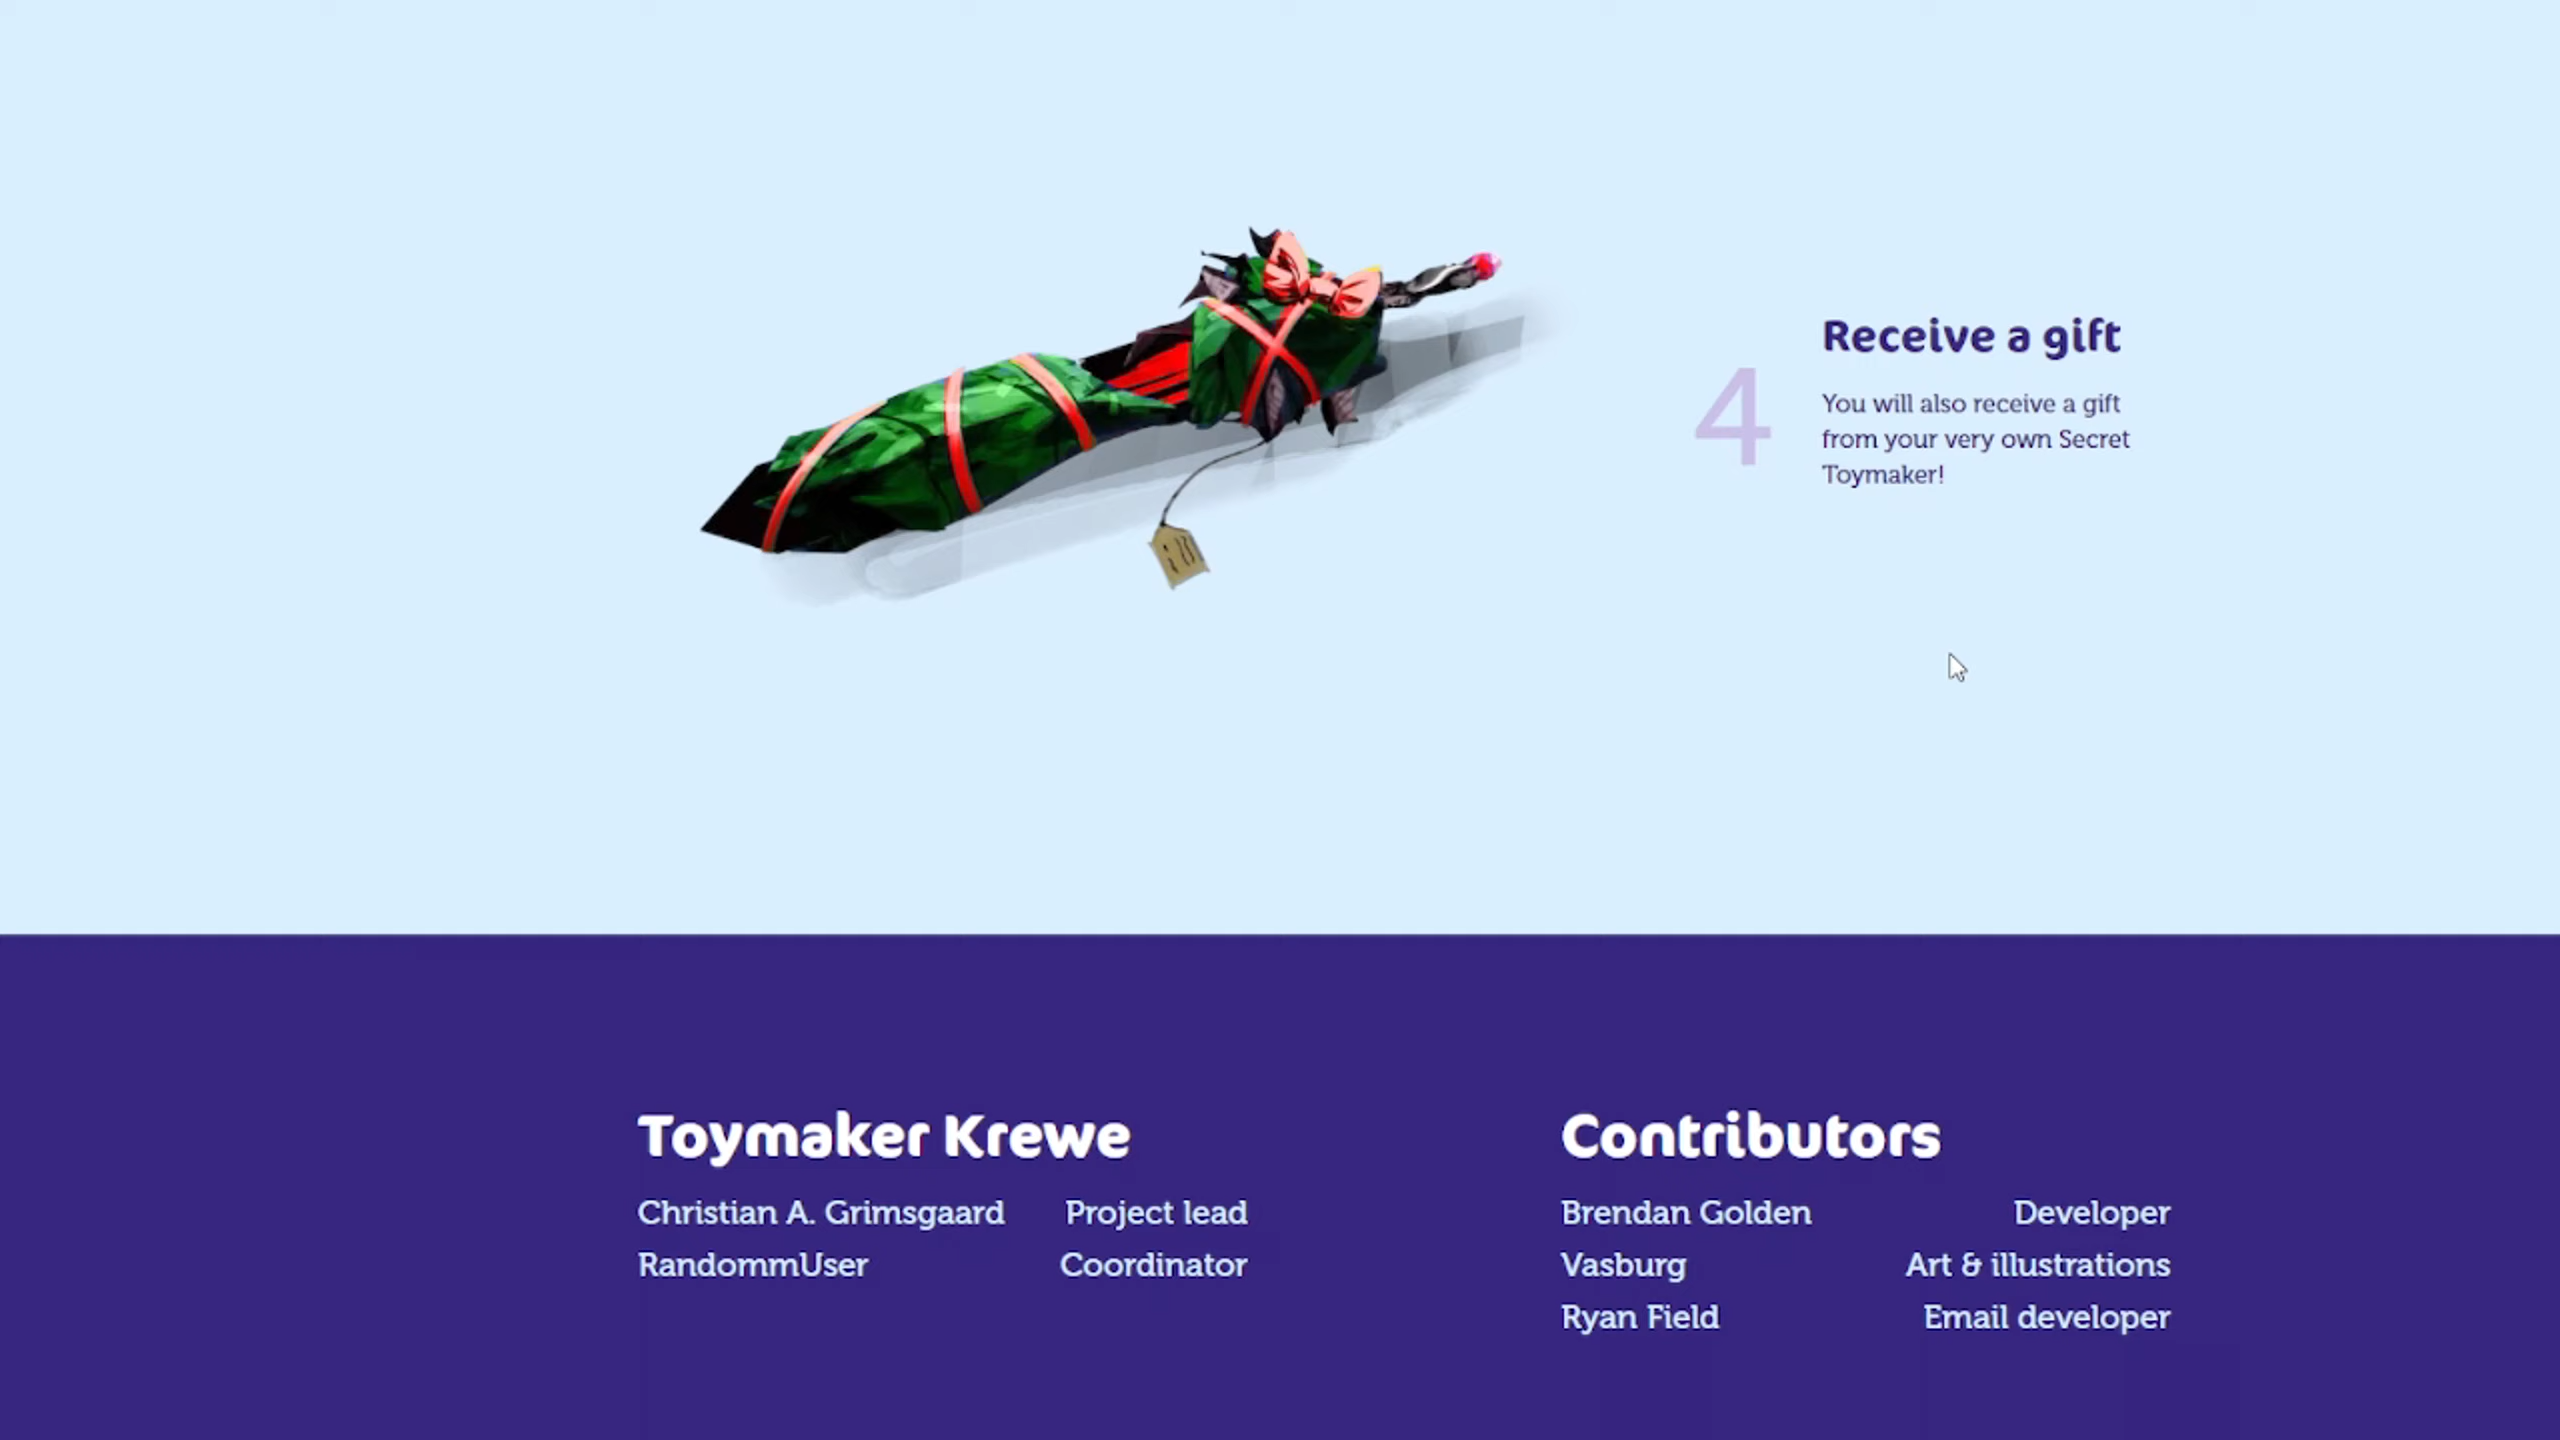 4
Receive a gift
You will also receive a gift
from your very own Secret
Toymaker!
Toymaker Krewe
Christian A. Grimsgaard Project lead
RandommUser Coordinator
Contributors
Brendan Golden Developer
Vasburg Art & illustrations
Ryan Field Email developer